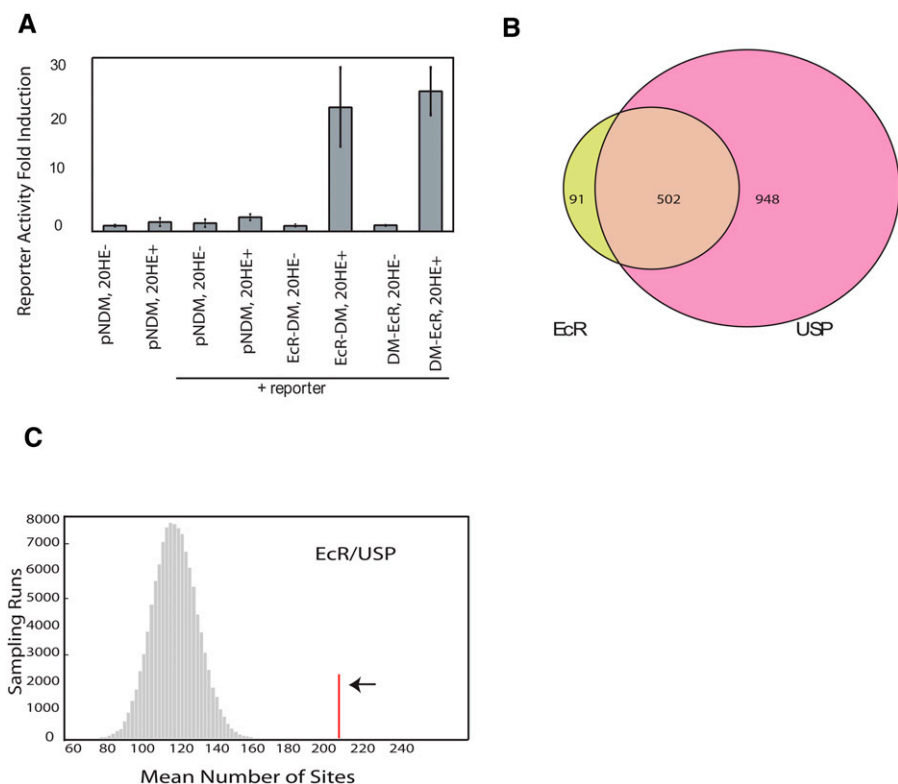 A
B
30
20
10
0
Reporter Activity Fold Induction
pNDM, 20HE-
pNDM, 20HE+
pNDM, 20HE-
pNDM, 20HE+
EcR-DM, 20HE-
EcR-DM, 20HE+
DM-EcR, 20HE-
DM-EcR, 20HE+
+ reporter
91
502
948
EcR
USP
C
8000
7000
6000
5000
4000
3000
2000
1000
0
Sampling Runs
EcR/USP
60 80 100 120 140 160 180 200 220 240
Mean Number of Sites